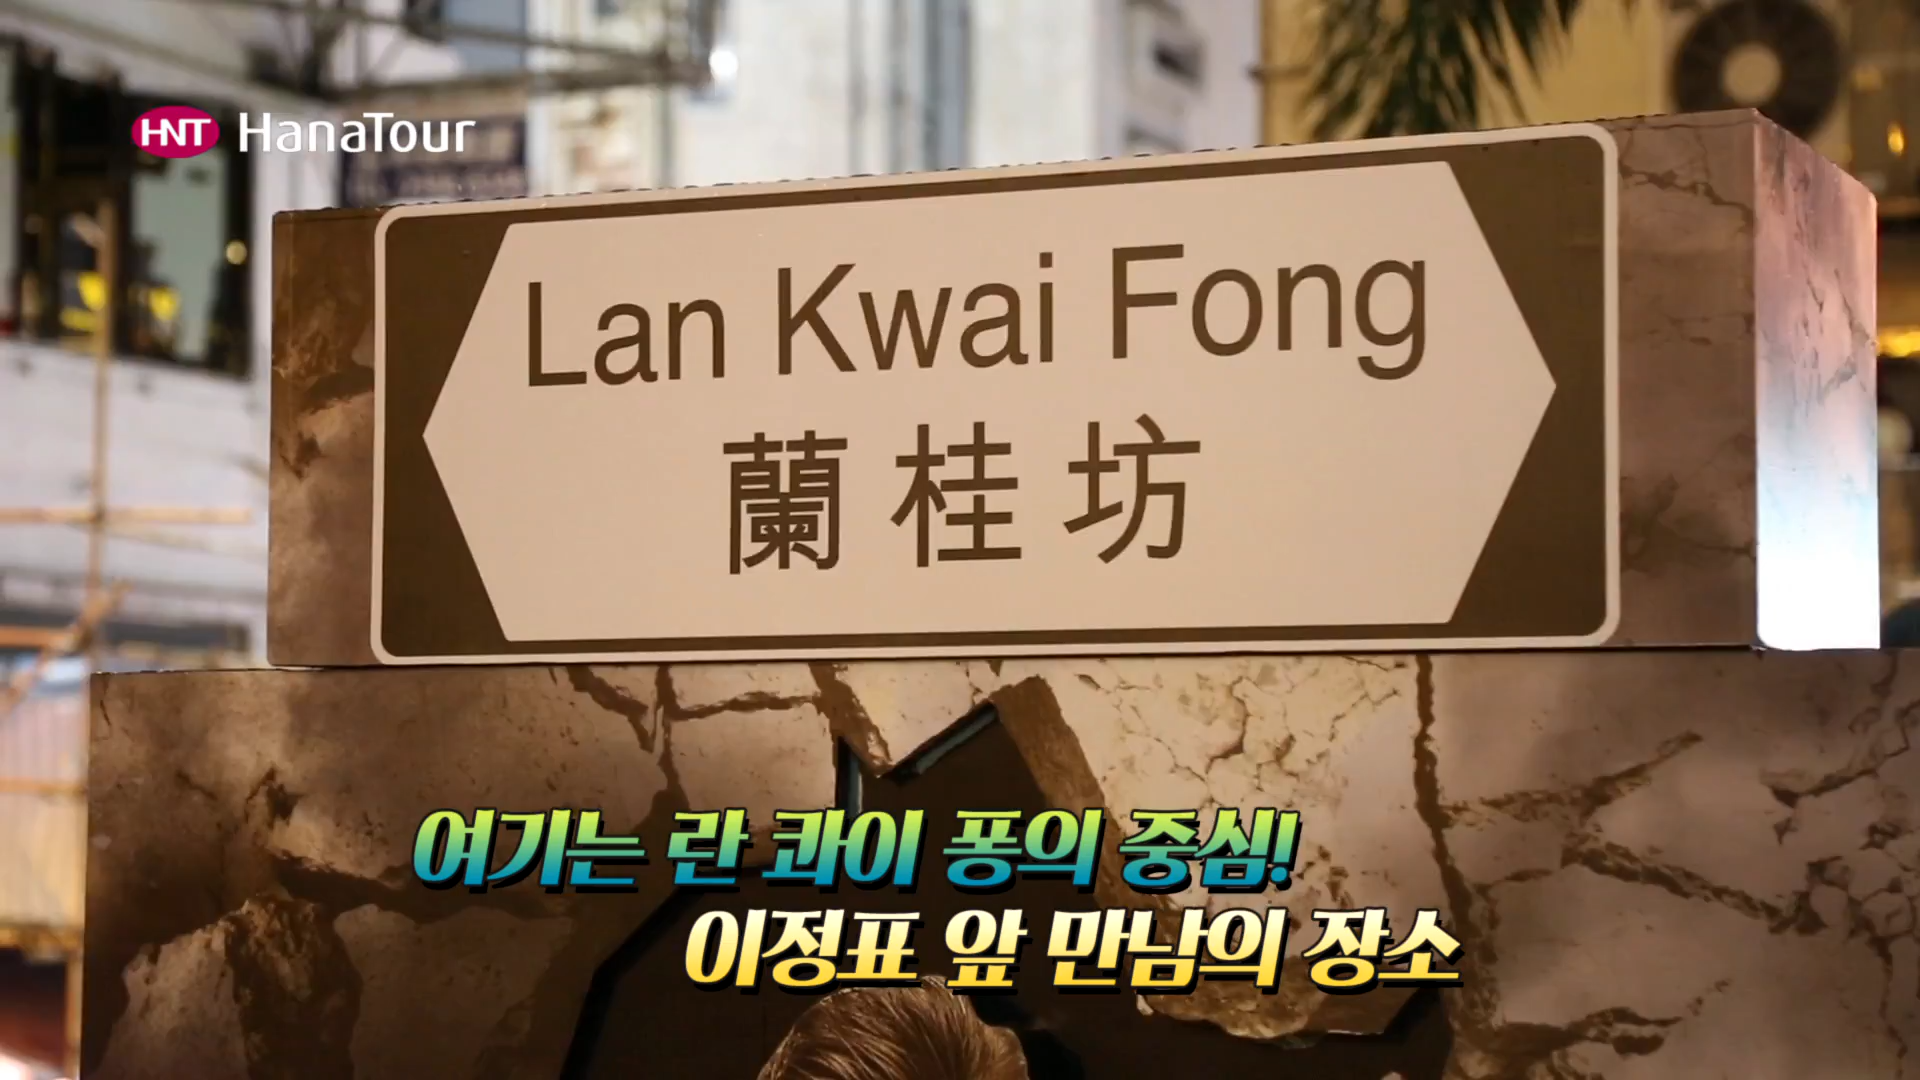 HNT HanaTour
Lan Kwai Fong
蘭桂坊
여기는 란 콰이 퐁의 중심!
이정표 앞 만남의 장소